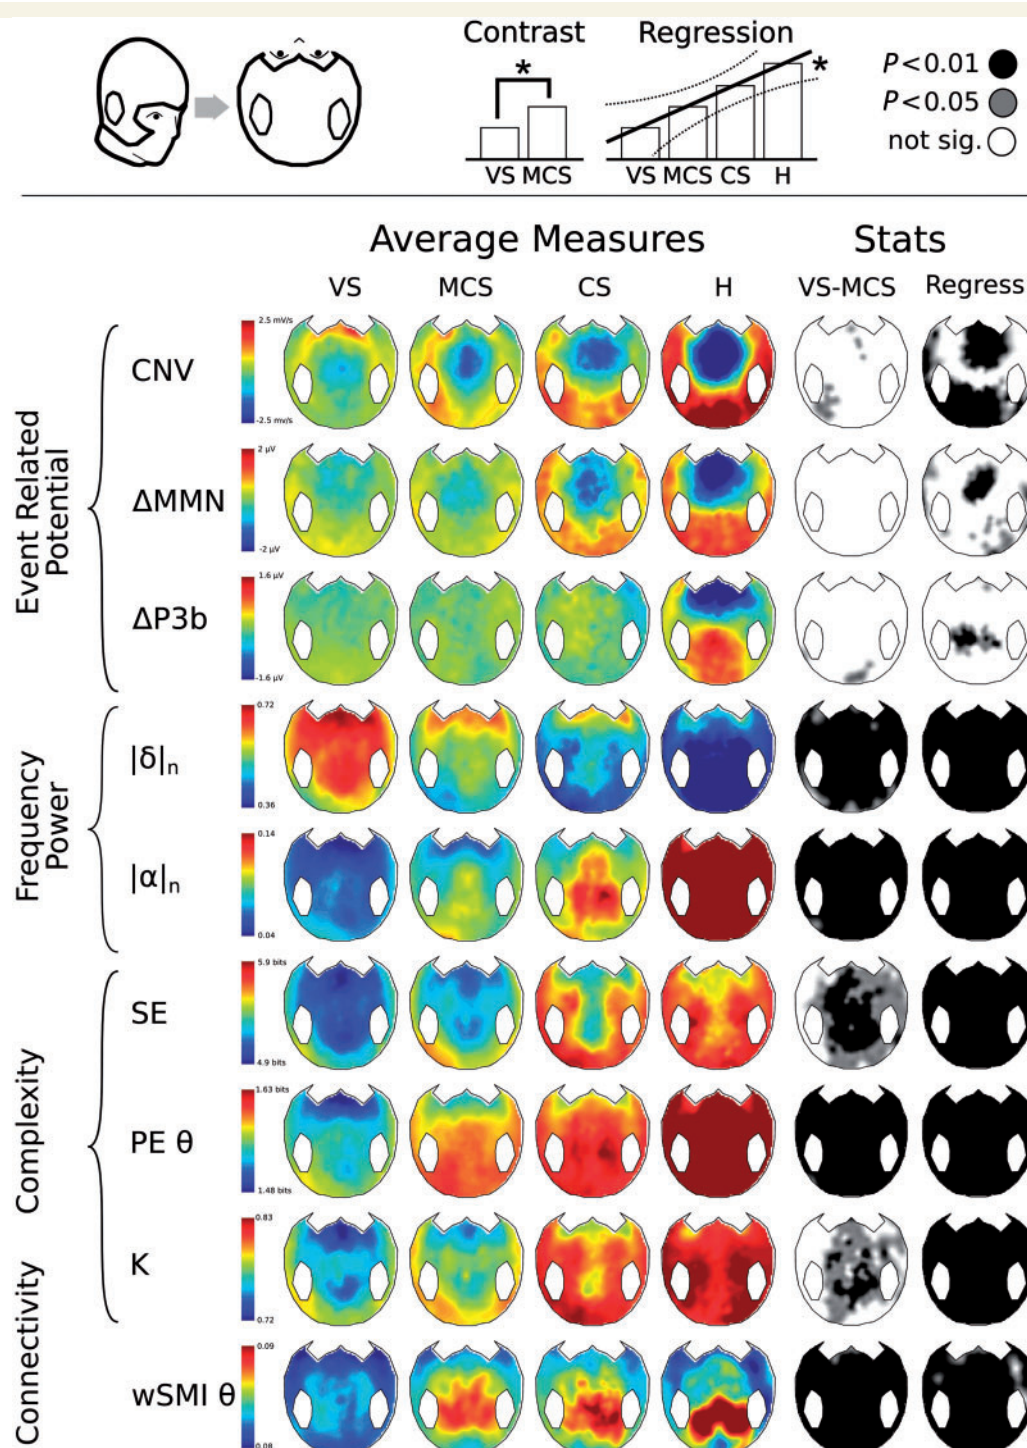 Contrast
*
VS MCS
Regression
*
VS MCS CS H
P<0.01
P<0.05
not sig.
Average Measures
Stats
VS
MCS
CS
H
VS-MCS
Regress
Event Related
Potential
CNV
2.5 mV/s
-2.5 mv/s
ΔMMN
2 μV
-2 μV
ΔP3b
1.6 μV
-1.6 μV
Frequency
Power
|δ|n
0.72
0.36
|α|n
0.14
0.04
Complexity
SE
5.9 bits
4.9 bits
PE θ
1.63 bits
1.48 bits
K
0.83
0.72
Connectivity
wSMI θ
0.09
0.08